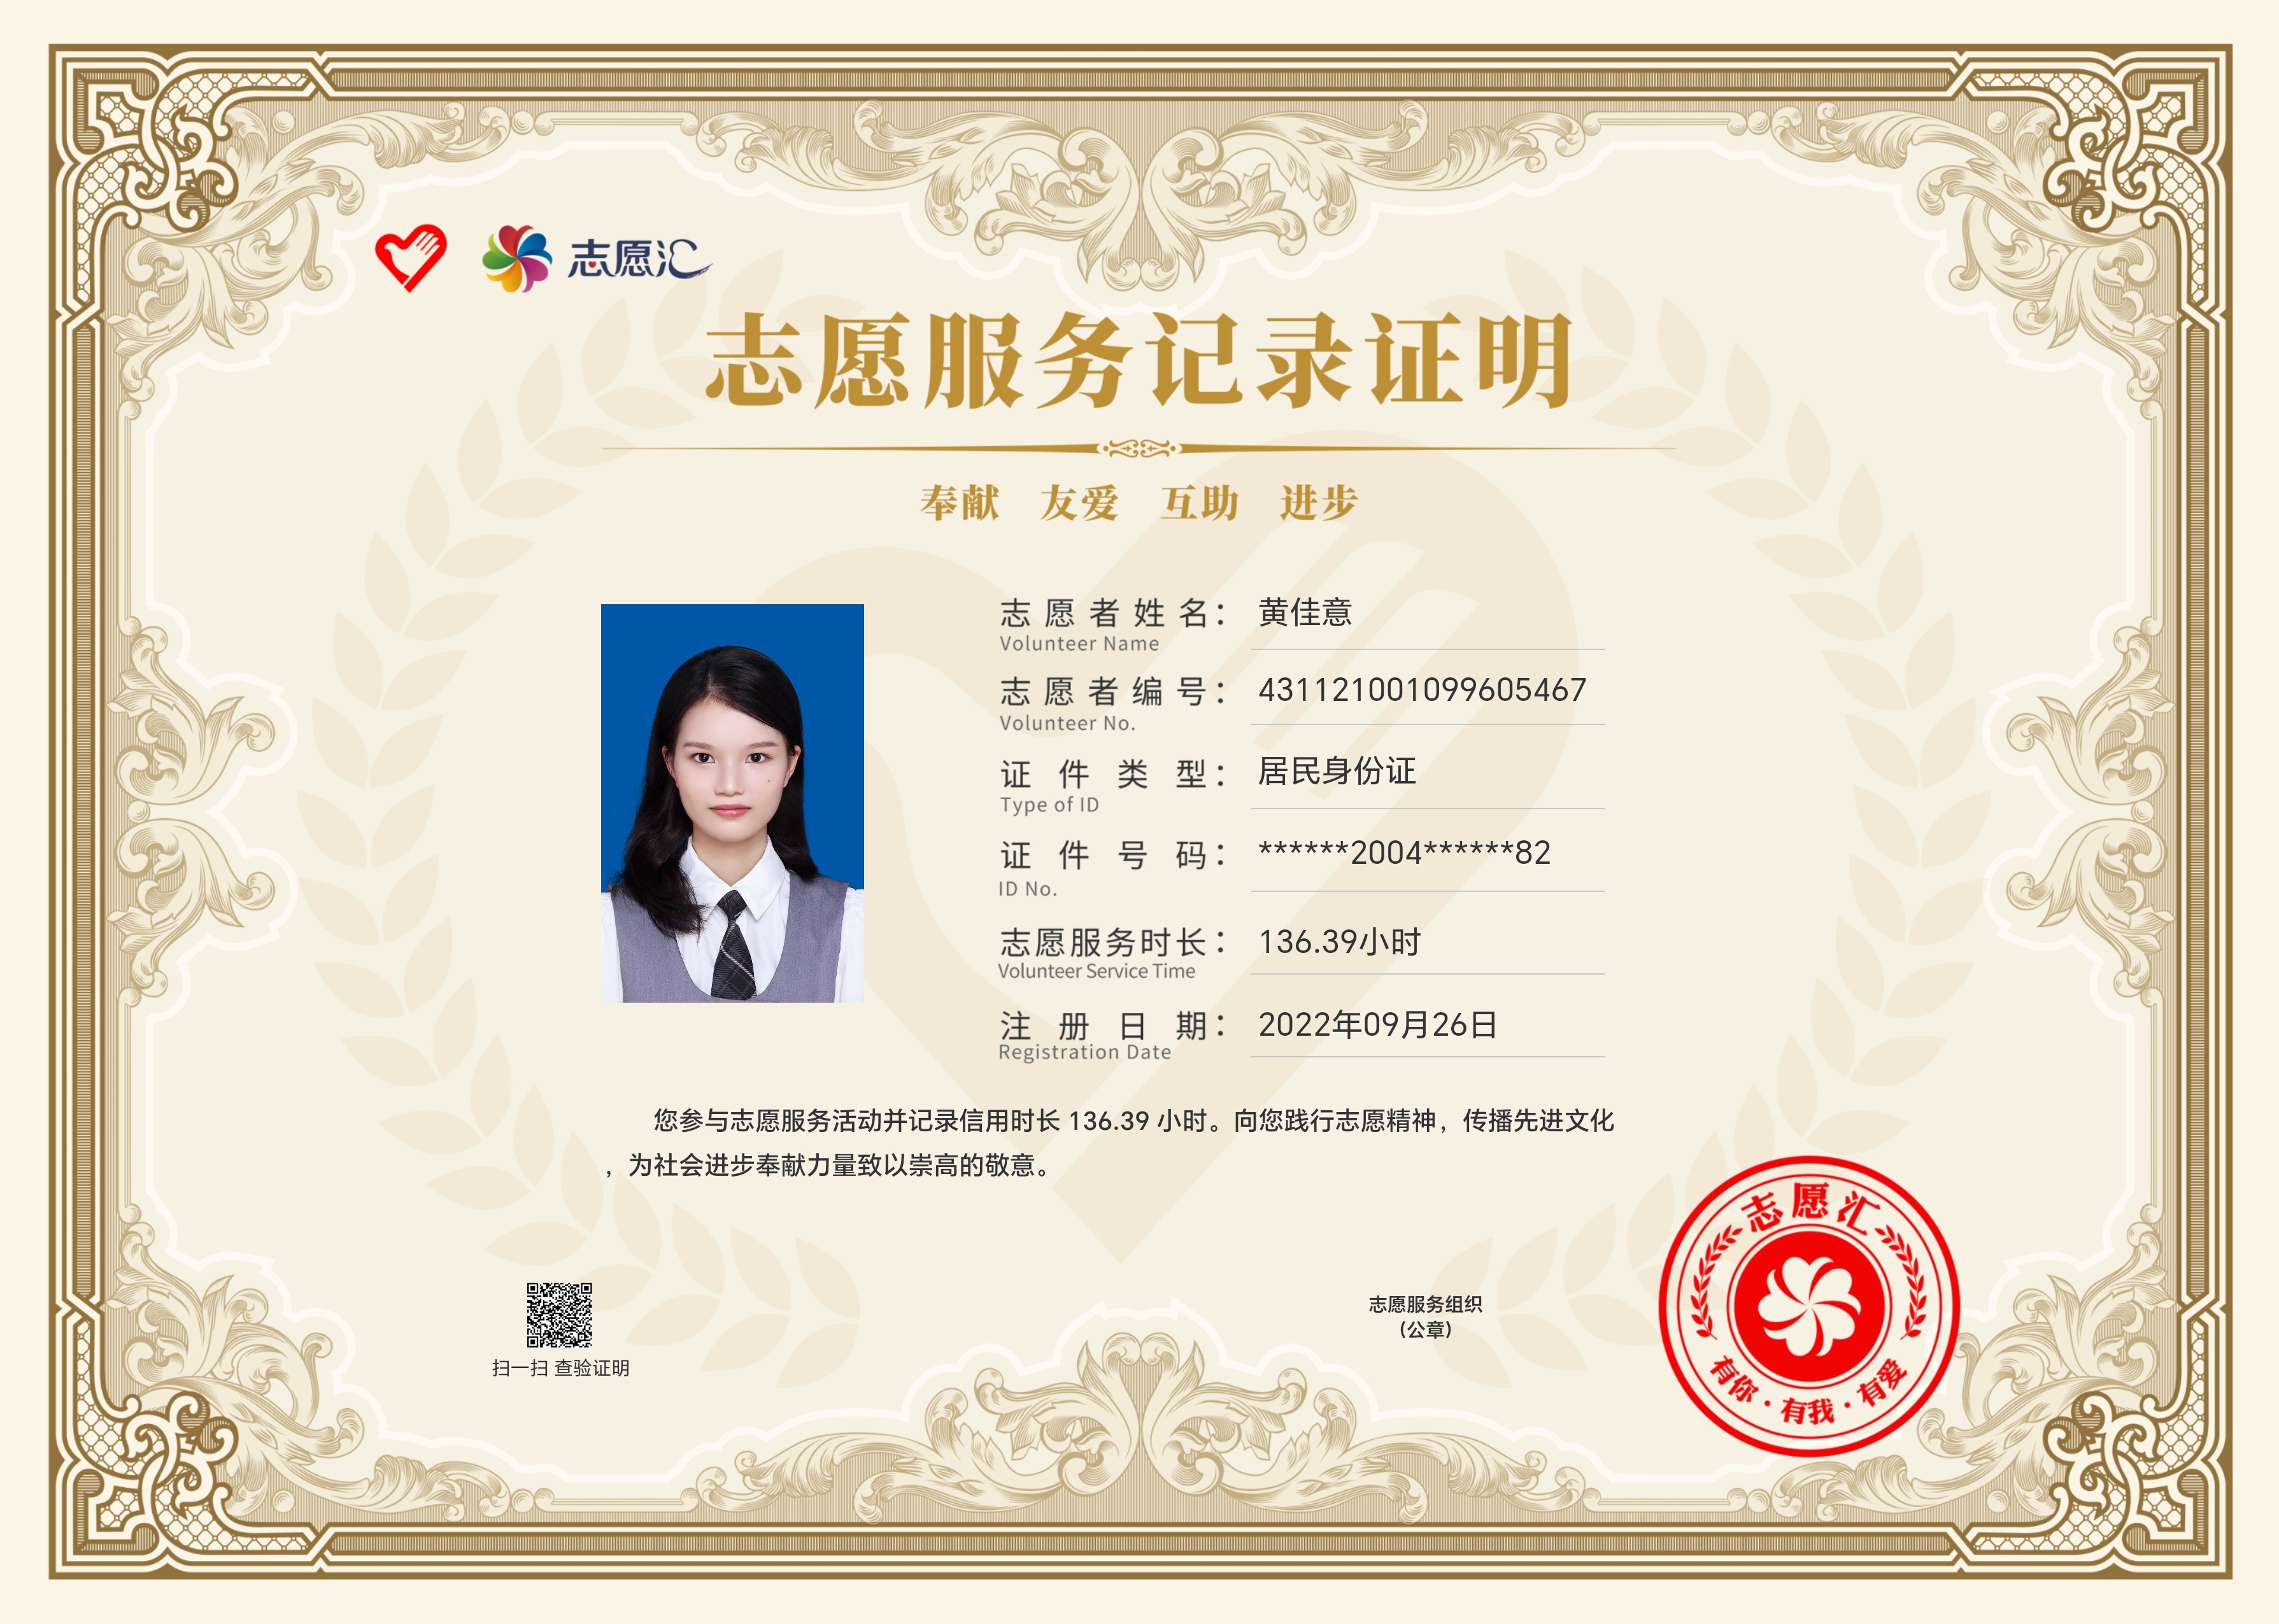 志愿汇
志愿服务记录证明
奉献 友爱 互助 进步
志愿者姓名： 黄佳意
Volunteer Name
志愿者编号： 431121001099605467
Volunteer No.
证件类型： 居民身份证
Type of ID
证件号码： ******2004******82
ID No.
志愿服务时长： 136.39小时
Volunteer Service Time
注册日期： 2022年09月26日
Registration Date
您参与志愿服务活动并记录信用时长 136.39 小时。向您践行志愿精神，传播先进文化
，为社会进步奉献力量致以崇高的敬意。
扫一扫 查验证明
志愿服务组织
（公章）
志愿汇
有你·有我·有爱